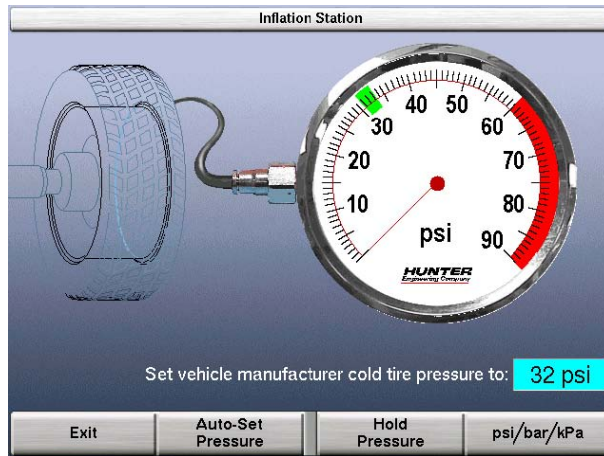 Inflation Station
10
20
30
40
50
60
70
80
90
psi
HUNTER
Engineering Company
Set vehicle manufacturer cold tire pressure to: 32 psi
Exit
Auto-Set
Pressure
Hold
Pressure
psi/bar/kPa